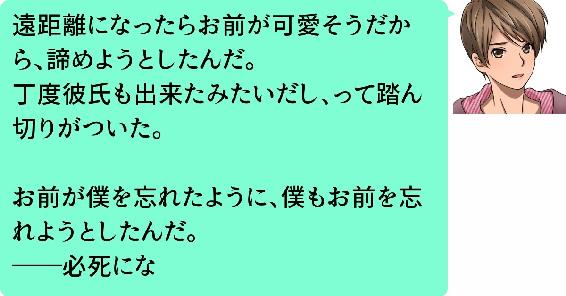 遠距離になったらお前が可愛そうだか
ら、諦めようとしたんだ。
丁度彼氏も出来たみたいだし、って踏ん
切りがついた。
お前が僕を忘れたように、僕もお前を忘
れようとしたんだ。
──必死にな